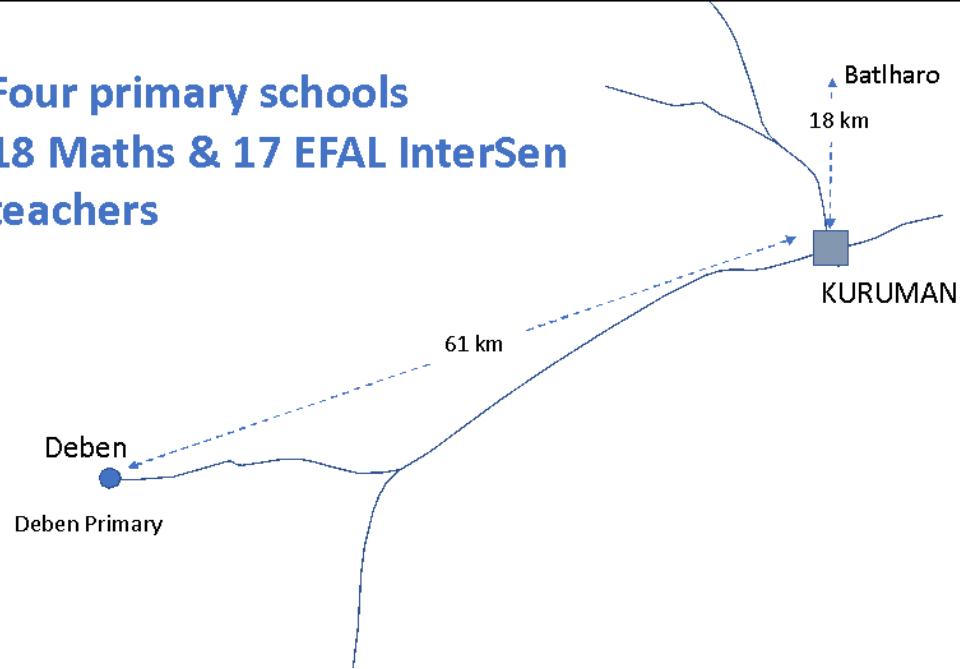 Four primary schools
18 Maths & 17 EFAL InterSen
teachers
Batlharo
18 km
KURUMAN
61 km
Deben
Deben Primary